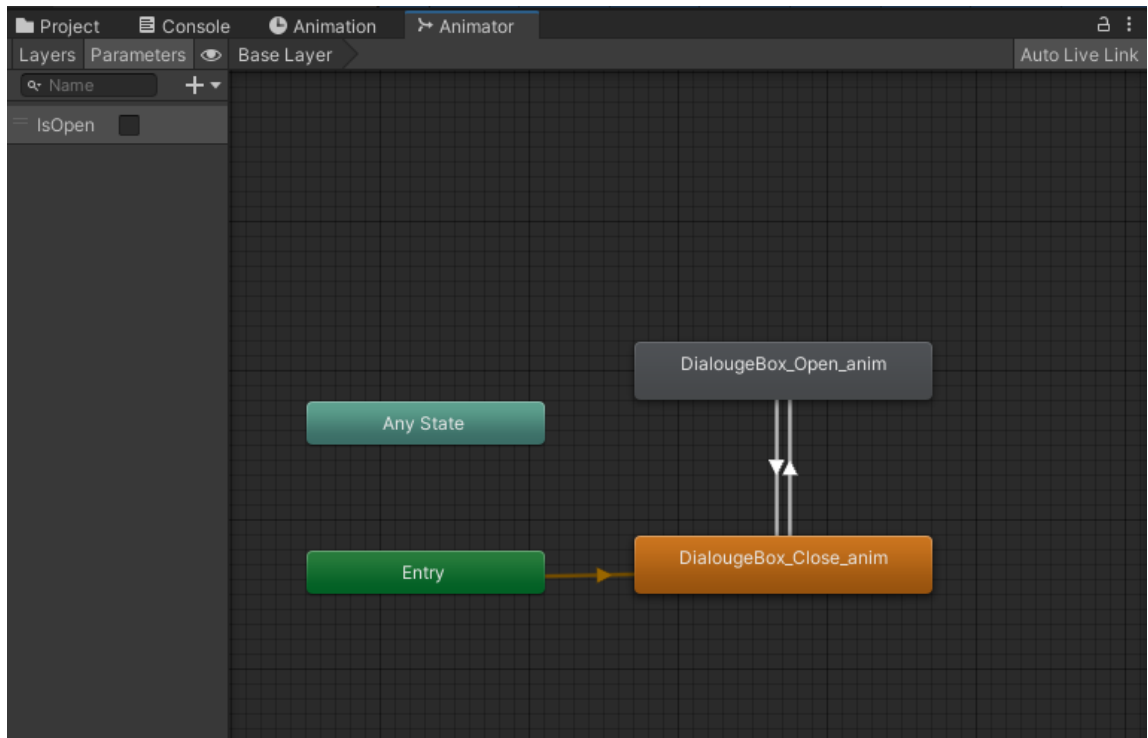 Project Console Animation Animator
Layers Parameters Base Layer Auto Live Link
Name
IsOpen
DialougeBox_Open_anim
Any State
DialougeBox_Close_anim
Entry